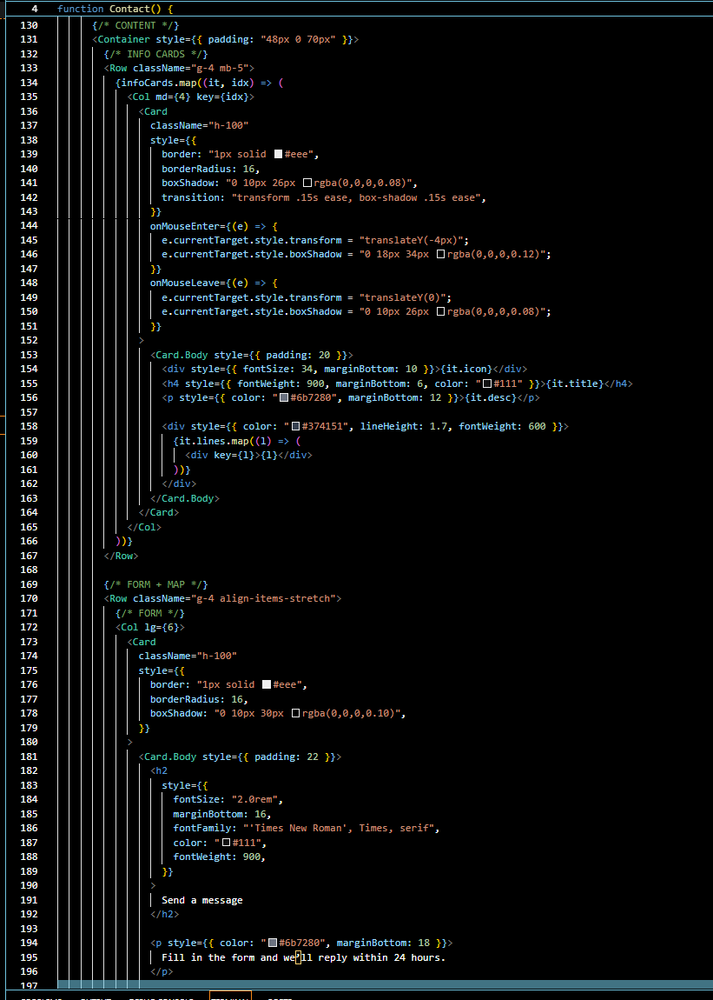 4 function Contact() {
130 {/* CONTENT */}
131 <Container style={{ padding: "48px 0 70px" }}>
132 {/* INFO CARDS */}
133 <Row className="g-4 mb-5">
134 {infoCards.map((it, idx) => (
135 <Col md={4} key={idx}>
136 <Card
137 className="h-100"
138 style={{
139 border: "1px solid #eee",
140 borderRadius: 16,
141 boxShadow: "0 10px 26px rgba(0,0,0,0.08)",
142 transition: "transform .15s ease, box-shadow .15s ease",
143 }}
144 onMouseEnter={(e) => {
145 e.currentTarget.style.transform = "translateY(-4px)";
146 e.currentTarget.style.boxShadow = "0 18px 34px rgba(0,0,0,0.12)";
147 }}
148 onMouseLeave={(e) => {
149 e.currentTarget.style.transform = "translateY(0)";
150 e.currentTarget.style.boxShadow = "0 10px 26px rgba(0,0,0,0.08)";
151 }}
152 >
153 <Card.Body style={{ padding: 20 }}>
154 <div style={{ fontSize: 34, marginBottom: 10 }}>{it.icon}</div>
155 <h4 style={{ fontWeight: 900, marginBottom: 6, color: "#111" }}>{it.title}</h4>
156 <p style={{ color: "#6b7280", marginBottom: 12 }}>{it.desc}</p>
157
158 <div style={{ color: "#374151", lineHeight: 1.7, fontWeight: 600 }}>
159 {it.lines.map((l) => (
160 <div key={l}>{l}</div>
161 ))}
162 </div>
163 </Card.Body>
164 </Card>
165 </Col>
166 ))}
167 </Row>
168
169 {/* FORM + MAP */}
170 <Row className="g-4 align-items-stretch">
171 {/* FORM */}
172 <Col lg={6}>
173 <Card
174 className="h-100"
175 style={{
176 border: "1px solid #eee",
177 borderRadius: 16,
178 boxShadow: "0 10px 30px rgba(0,0,0,0.10)",
179 }}
180 >
181 <Card.Body style={{ padding: 22 }}>
182 <h2
183 style={{
184 fontSize: "2.0rem",
185 marginBottom: 16,
186 fontFamily: "'Times New Roman', Times, serif",
187 color: "#111",
188 fontWeight: 900,
189 }}
190 >
191 Send a message
192 </h2>
193
194 <p style={{ color: "#6b7280", marginBottom: 18 }}>
195 Fill in the form and we’ll reply within 24 hours.
196 </p>
197